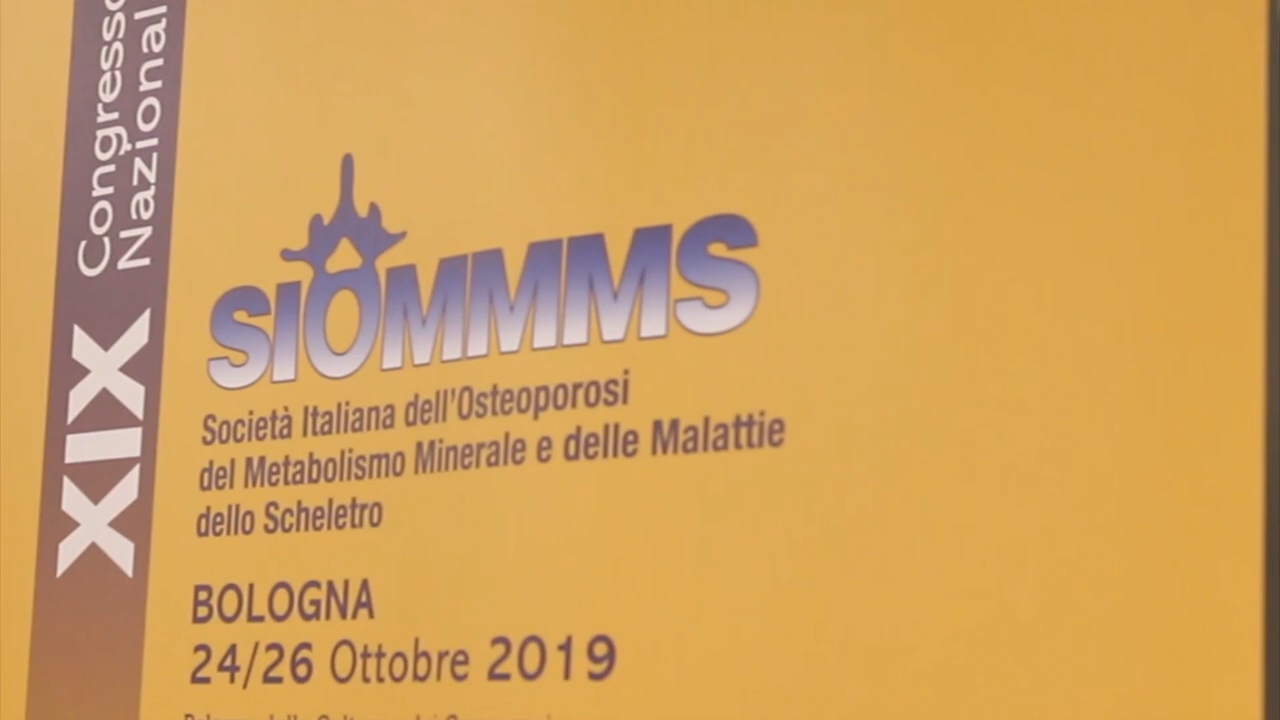 XIX Congresso
Nazional
SIOMMMS
Società Italiana dell'Osteoporosi
del Metabolismo Minerale e delle Malattie
dello Scheletro
BOLOGNA
24/26 Ottobre 2019